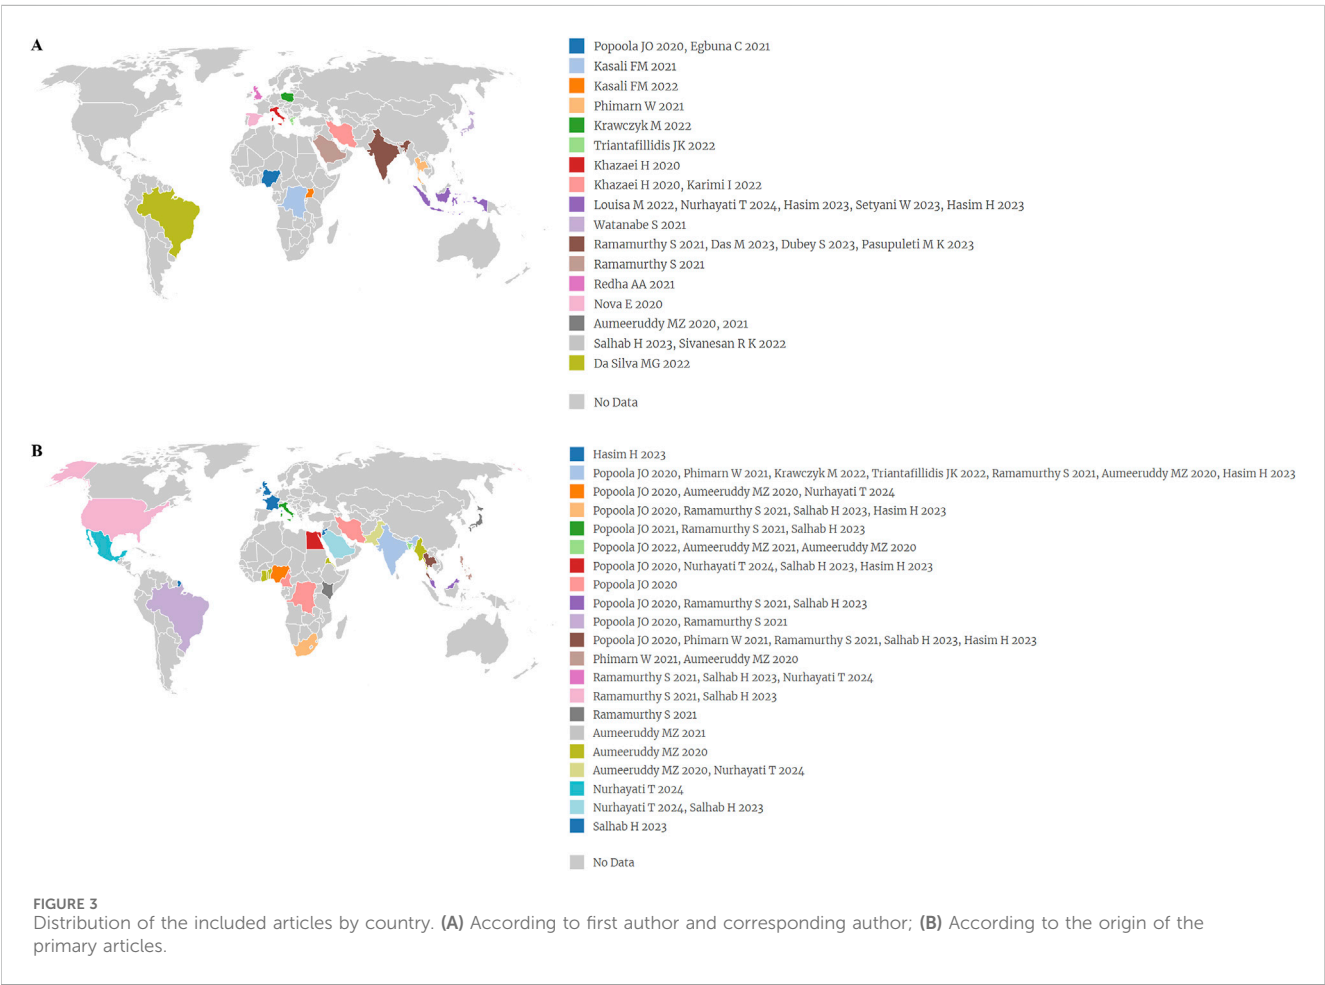 A
Popoola JO 2020, Egbuna C 2021
Kasali FM 2021
Kasali FM 2022
Phimarn W 2021
Krawczyk M 2022
Triantafillidis JK 2022
Khazaei H 2020
Khazaei H 2020, Karimi I 2022
Louisa M 2022, Nurhayati T 2024, Hasim 2023, Setyani W 2023, Hasim H 2023
Watanabe S 2021
Ramamurthy S 2021, Das M 2023, Dubey S 2023, Pasupuleti M K 2023
Ramamurthy S 2021
Redha AA 2021
Nova E 2020
Aumeeruddy MZ 2020, 2021
Salhab H 2023, Sivanesan R K 2022
Da Silva MG 2022
No Data
B
Hasim H 2023
Popoola JO 2020, Phimarn W 2021, Krawczyk M 2022, Triantafillidis JK 2022, Ramamurthy S 2021, Aumeeruddy MZ 2020, Hasim H 2023
Popoola JO 2020, Aumeeruddy MZ 2020, Nurhayati T 2024
Popoola JO 2020, Ramamurthy S 2021, Salhab H 2023, Hasim H 2023
Popoola JO 2021, Ramamurthy S 2021, Salhab H 2023
Popoola JO 2022, Aumeeruddy MZ 2021, Aumeeruddy MZ 2020
Popoola JO 2020, Nurhayati T 2024, Salhab H 2023, Hasim H 2023
Popoola JO 2020
Popoola JO 2020, Ramamurthy S 2021, Salhab H 2023
Popoola JO 2020, Ramamurthy S 2021
Popoola JO 2020, Phimarn W 2021, Ramamurthy S 2021, Salhab H 2023, Hasim H 2023
Phimarn W 2021, Aumeeruddy MZ 2020
Ramamurthy S 2021, Salhab H 2023, Nurhayati T 2024
Ramamurthy S 2021, Salhab H 2023
Ramamurthy S 2021
Aumeeruddy MZ 2021
Aumeeruddy MZ 2020
Aumeeruddy MZ 2020, Nurhayati T 2024
Nurhayati T 2024
Nurhayati T 2024, Salhab H 2023
Salhab H 2023
No Data
FIGURE 3
Distribution of the included articles by country. (A) According to first author and corresponding author; (B) According to the origin of the
primary articles.